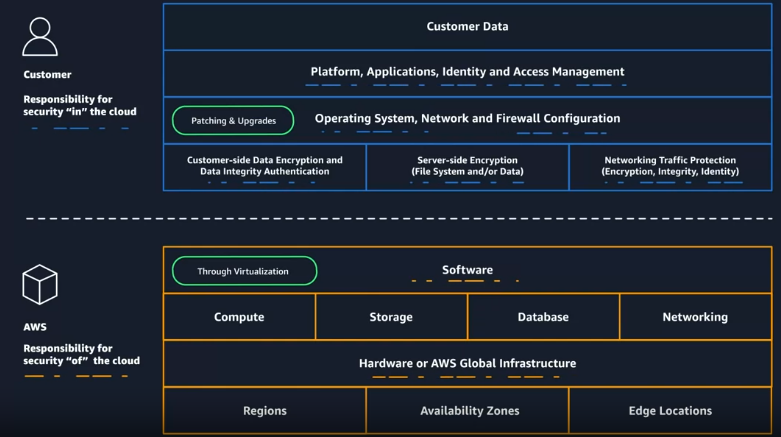 Customer
Responsibility for
security “in” the cloud
Customer Data
Platform, Applications, Identity and Access Management
Patching & Upgrades
Operating System, Network and Firewall Configuration
Customer-side Data Encryption and
Data Integrity Authentication
Server-side Encryption
(File System and/or Data)
Networking Traffic Protection
(Encryption, Integrity, Identity)
AWS
Responsibility for
security “of” the cloud
Through Virtualization
Software
Compute
Storage
Database
Networking
Hardware or AWS Global Infrastructure
Regions
Availability Zones
Edge Locations